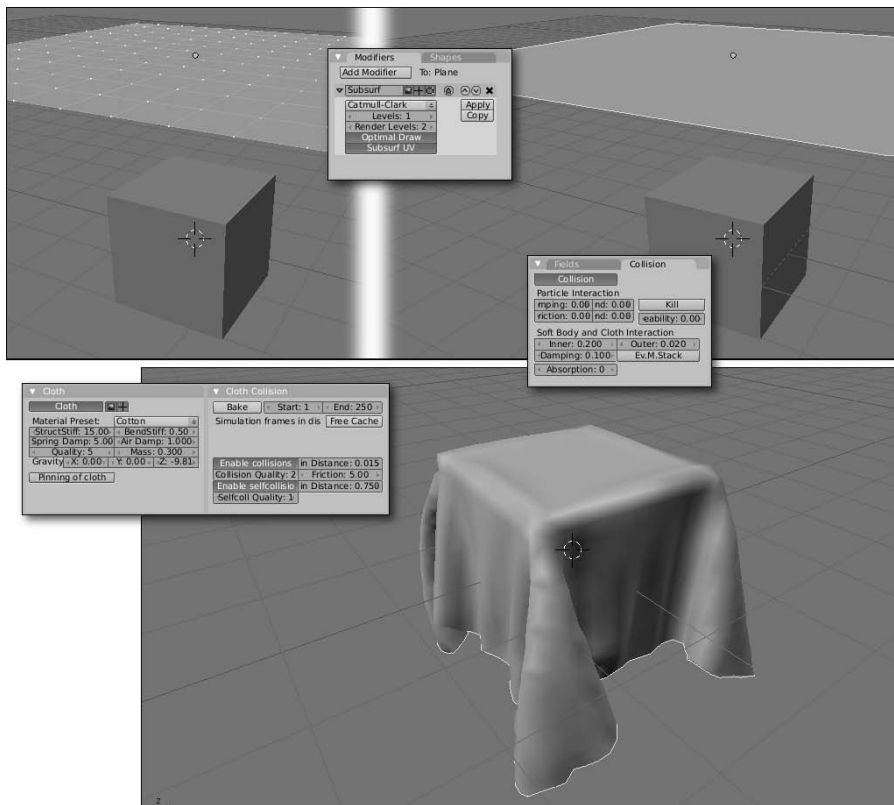 Modifiers Shapes
Add Modifier To: Plane
Subsurf
Catmull-Clark Apply
Levels: 1 Copy
Render Levels: 2
Optimal Draw
Subsurf UV
Fields Collision
Collision
Particle Interaction
mping: 0.00 nd: 0.00 Kill
riction: 0.00 nd: 0.00 eability: 0.00
Soft Body and Cloth Interaction
Inner: 0.200 Outer: 0.020
Damping: 0.100 Ev.M.Stack
Absorption: 0
Cloth Cloth Collision
Cloth Bake Start: 1 End: 250
Material Preset: Cotton Simulation frames in dis Free Cache
StructStiff: 15.00 BendStiff: 0.50
Spring Damp: 5.00 Air Damp: 1.000
Quality: 5 Mass: 0.300 Enable collisions in Distance: 0.015
Gravity X: 0.00 Y: 0.00 Z: -9.81 Collision Quality: 2 Friction: 5.00
Pinning of cloth Enable selfcollisio in Distance: 0.750
Selfcoll Quality: 1
z